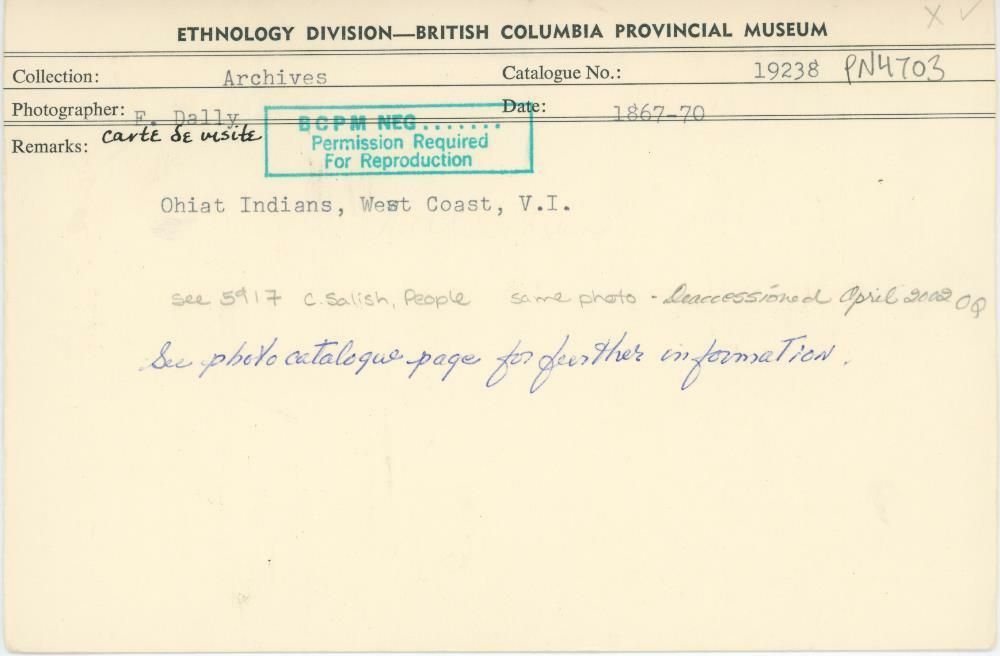 X ✓
ETHNOLOGY DIVISION—BRITISH COLUMBIA PROVINCIAL MUSEUM
Collection: Archives Catalogue No.: 19238 PN4703
Photographer: F. Dally Date: 1867-70
Remarks: carte de visite
BCPM NEG.......
Permission Required
For Reproduction
Ohiat Indians, West Coast, V.I.
see 5917 C. Salish, People same photo - Deaccessioned April 2002
See photo catalogue page for further information.